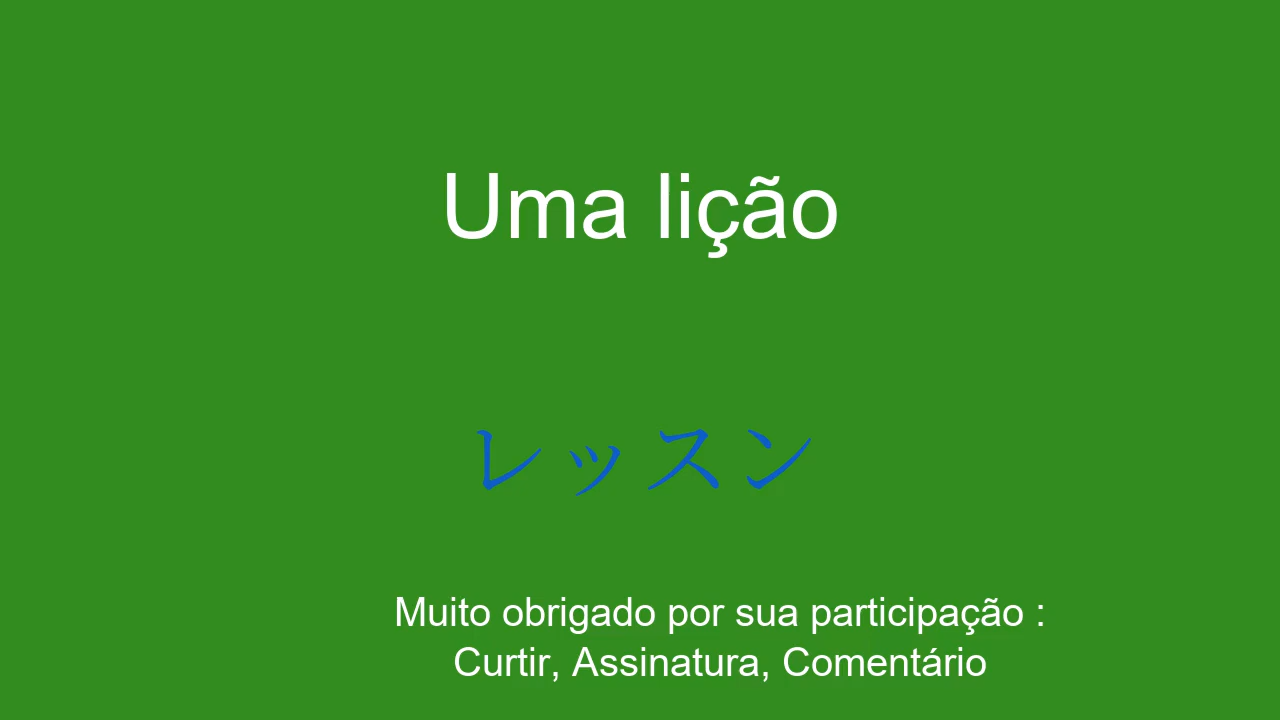 Uma lição
レッスン
Muito obrigado por sua participação :
Curtir, Assinatura, Comentário